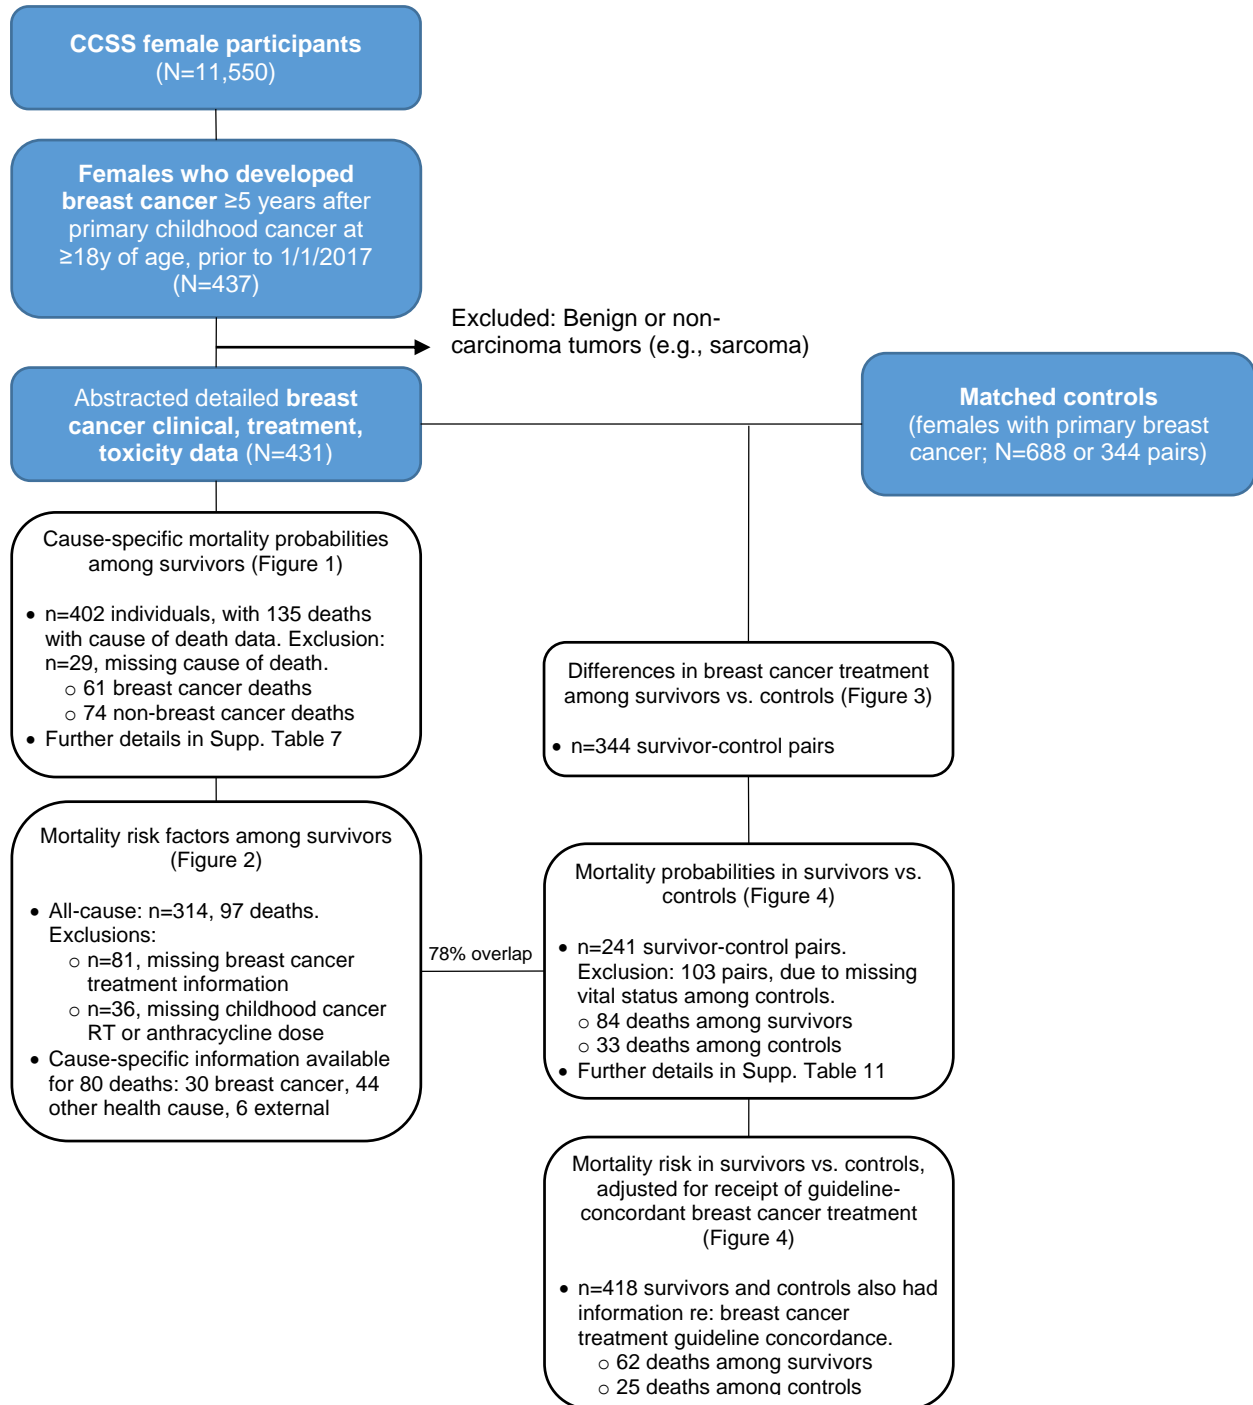 CCSS female participants
(N=11,550)
Females who developed
breast cancer ≥5 years after
primary childhood cancer at
≥18y of age, prior to 1/1/2017
(N=437)
Excluded: Benign or non-
carcinoma tumors (e.g., sarcoma)
Abstracted detailed breast
cancer clinical, treatment,
toxicity data (N=431)
Matched controls
(females with primary breast
cancer; N=688 or 344 pairs)
Cause-specific mortality probabilities
among survivors (Figure 1)
• n=402 individuals, with 135 deaths
with cause of death data. Exclusion:
n=29, missing cause of death.
o 61 breast cancer deaths
o 74 non-breast cancer deaths
• Further details in Supp. Table 7
Differences in breast cancer treatment
among survivors vs. controls (Figure 3)
• n=344 survivor-control pairs
Mortality risk factors among survivors
(Figure 2)
• All-cause: n=314, 97 deaths.
Exclusions:
o n=81, missing breast cancer
treatment information
o n=36, missing childhood cancer
RT or anthracycline dose
• Cause-specific information available
for 80 deaths: 30 breast cancer, 44
other health cause, 6 external
78% overlap
Mortality probabilities in survivors vs.
controls (Figure 4)
• n=241 survivor-control pairs.
Exclusion: 103 pairs, due to missing
vital status among controls.
o 84 deaths among survivors
o 33 deaths among controls
• Further details in Supp. Table 11
Mortality risk in survivors vs. controls,
adjusted for receipt of guideline-
concordant breast cancer treatment
(Figure 4)
• n=418 survivors and controls also had
information re: breast cancer
treatment guideline concordance.
o 62 deaths among survivors
o 25 deaths among controls